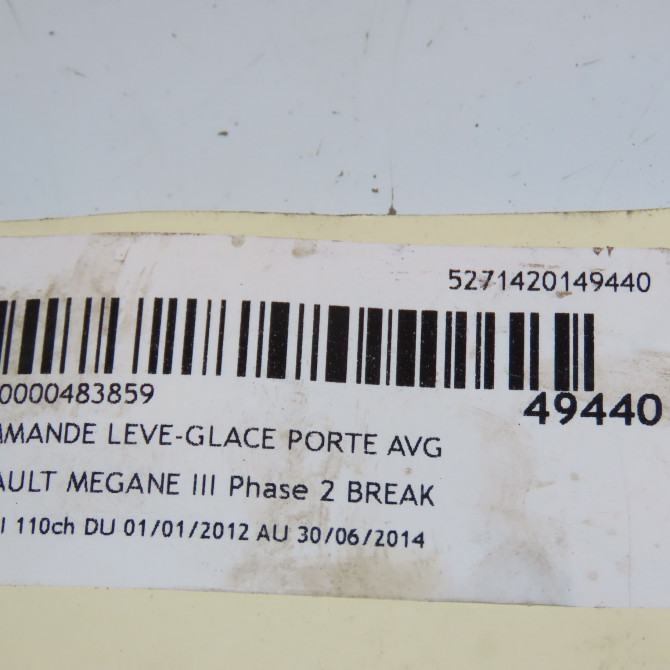 5271420149440
0000483859
49440
MMANDE LEVE-GLACE PORTE AVG
AULT MEGANE III Phase 2 BREAK
I 110ch DU 01/01/2012 AU 30/06/2014